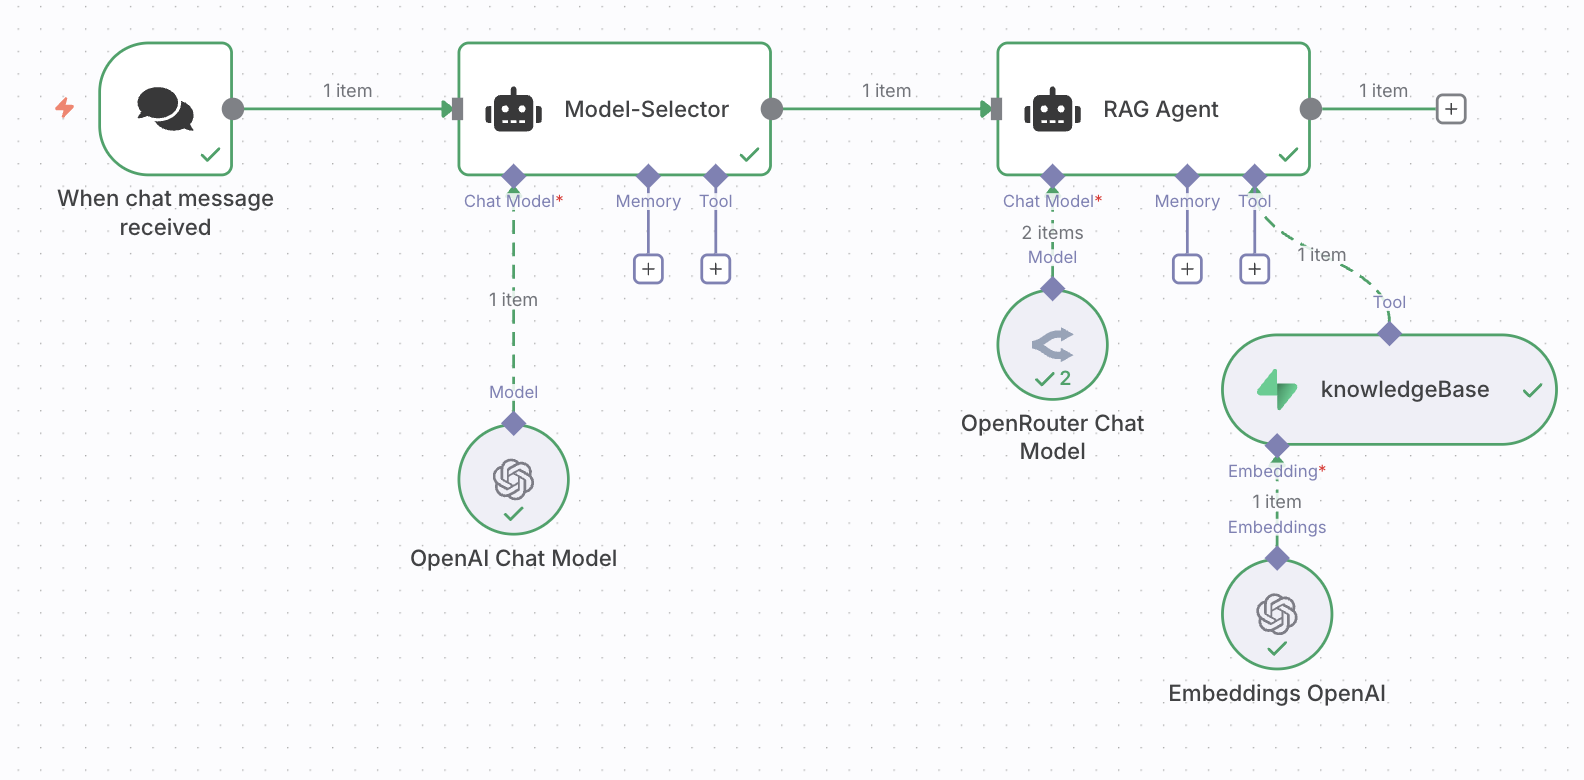 1 item
1 item
1 item
Model-Selector
RAG Agent
When chat message
received
Chat Model*
Memory
Tool
Chat Model*
Memory
Tool
2 items
Model
1 item
1 item
Tool
Model
knowledgeBase
2
OpenRouter Chat
Model
Embedding*
1 item
Embeddings
OpenAI Chat Model
Embeddings OpenAI